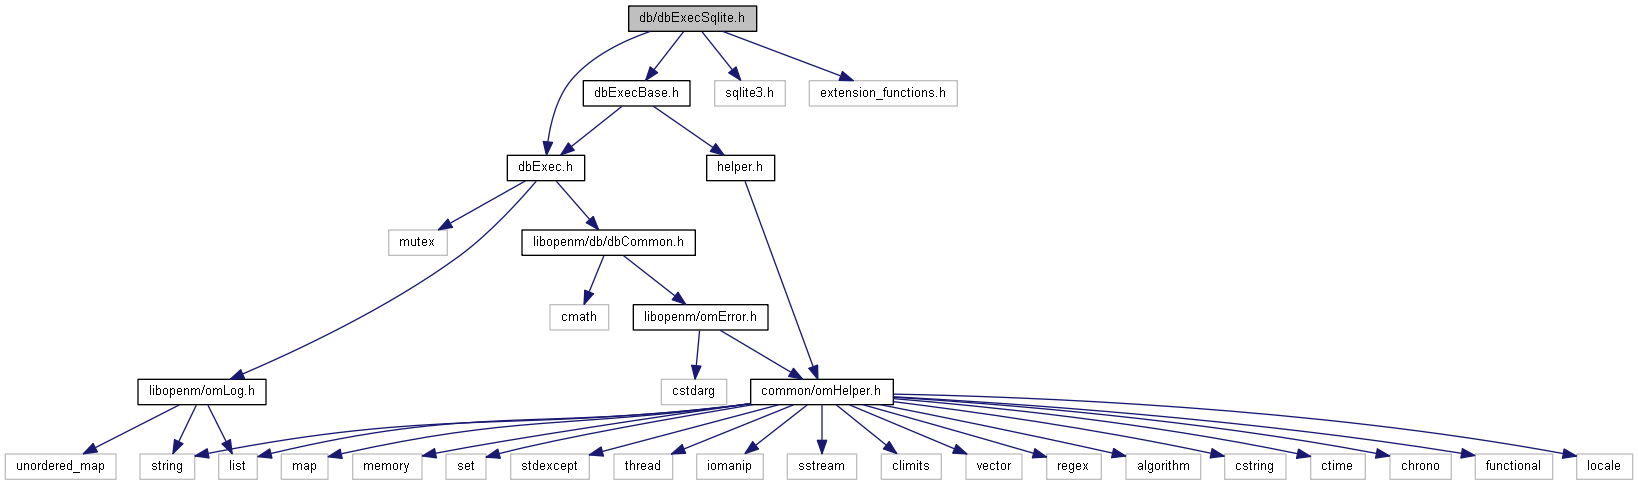 db/dbExecSqlite.h
dbExecBase.h
sqlite3.h
extension_functions.h
dbExec.h
helper.h
mutex
libopenm/db/dbCommon.h
cmath
libopenm/omError.h
libopenm/omLog.h
cstdarg
common/omHelper.h
unordered_map
string
list
map
memory
set
stdexcept
thread
iomanip
sstream
climits
vector
regex
algorithm
cstring
ctime
chrono
functional
locale